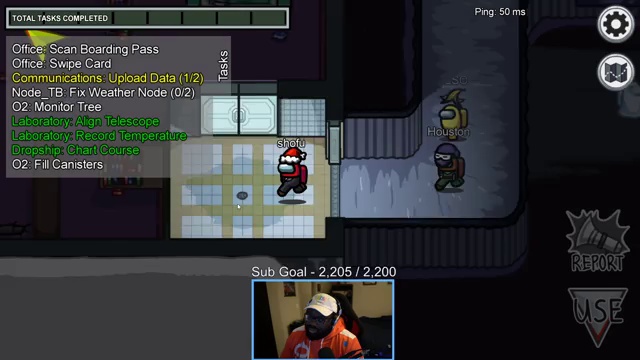 TOTAL TASKS COMPLETED
Ping: 50 ms
Office: Scan Boarding Pass
Office: Swipe Card
Communications: Upload Data (1/2)
Node_TB: Fix Weather Node (0/2)
O2: Monitor Tree
Laboratory: Align Telescope
Laboratory: Record Temperature
Dropship: Chart Course
O2: Fill Canisters
Tasks
shofu
Houston
REPORT
USE
Sub Goal - 2,205 / 2,200